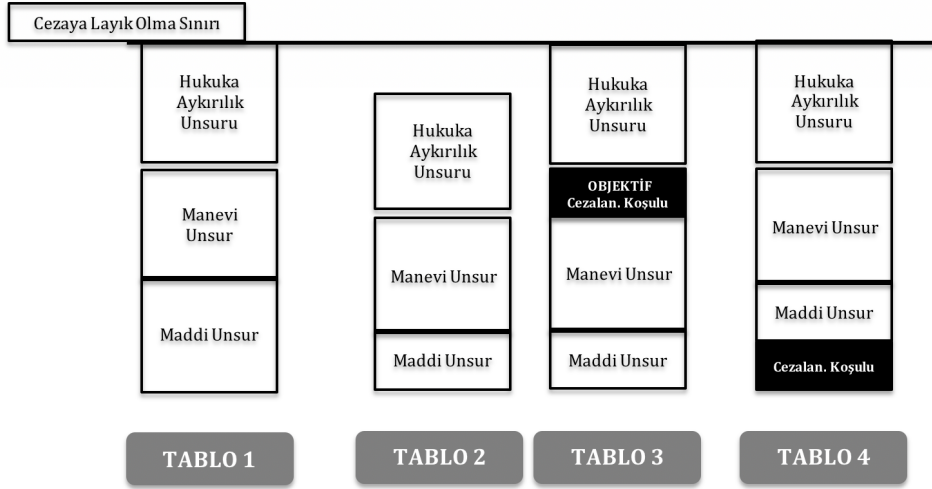 Cezaya Layık Olma Sınırı
Hukuka
Aykırılık
Unsuru
Manevi
Unsur
Maddi Unsur
TABLO 1
Hukuka
Aykırılık
Unsuru
Manevi Unsur
Maddi Unsur
TABLO 2
Hukuka
Aykırılık
Unsuru
OBJEKTİF
Cezalan. Koşulu
Manevi Unsur
Maddi Unsur
TABLO 3
Hukuka
Aykırılık
Unsuru
Manevi Unsur
Maddi Unsur
Cezalan. Koşulu
TABLO 4